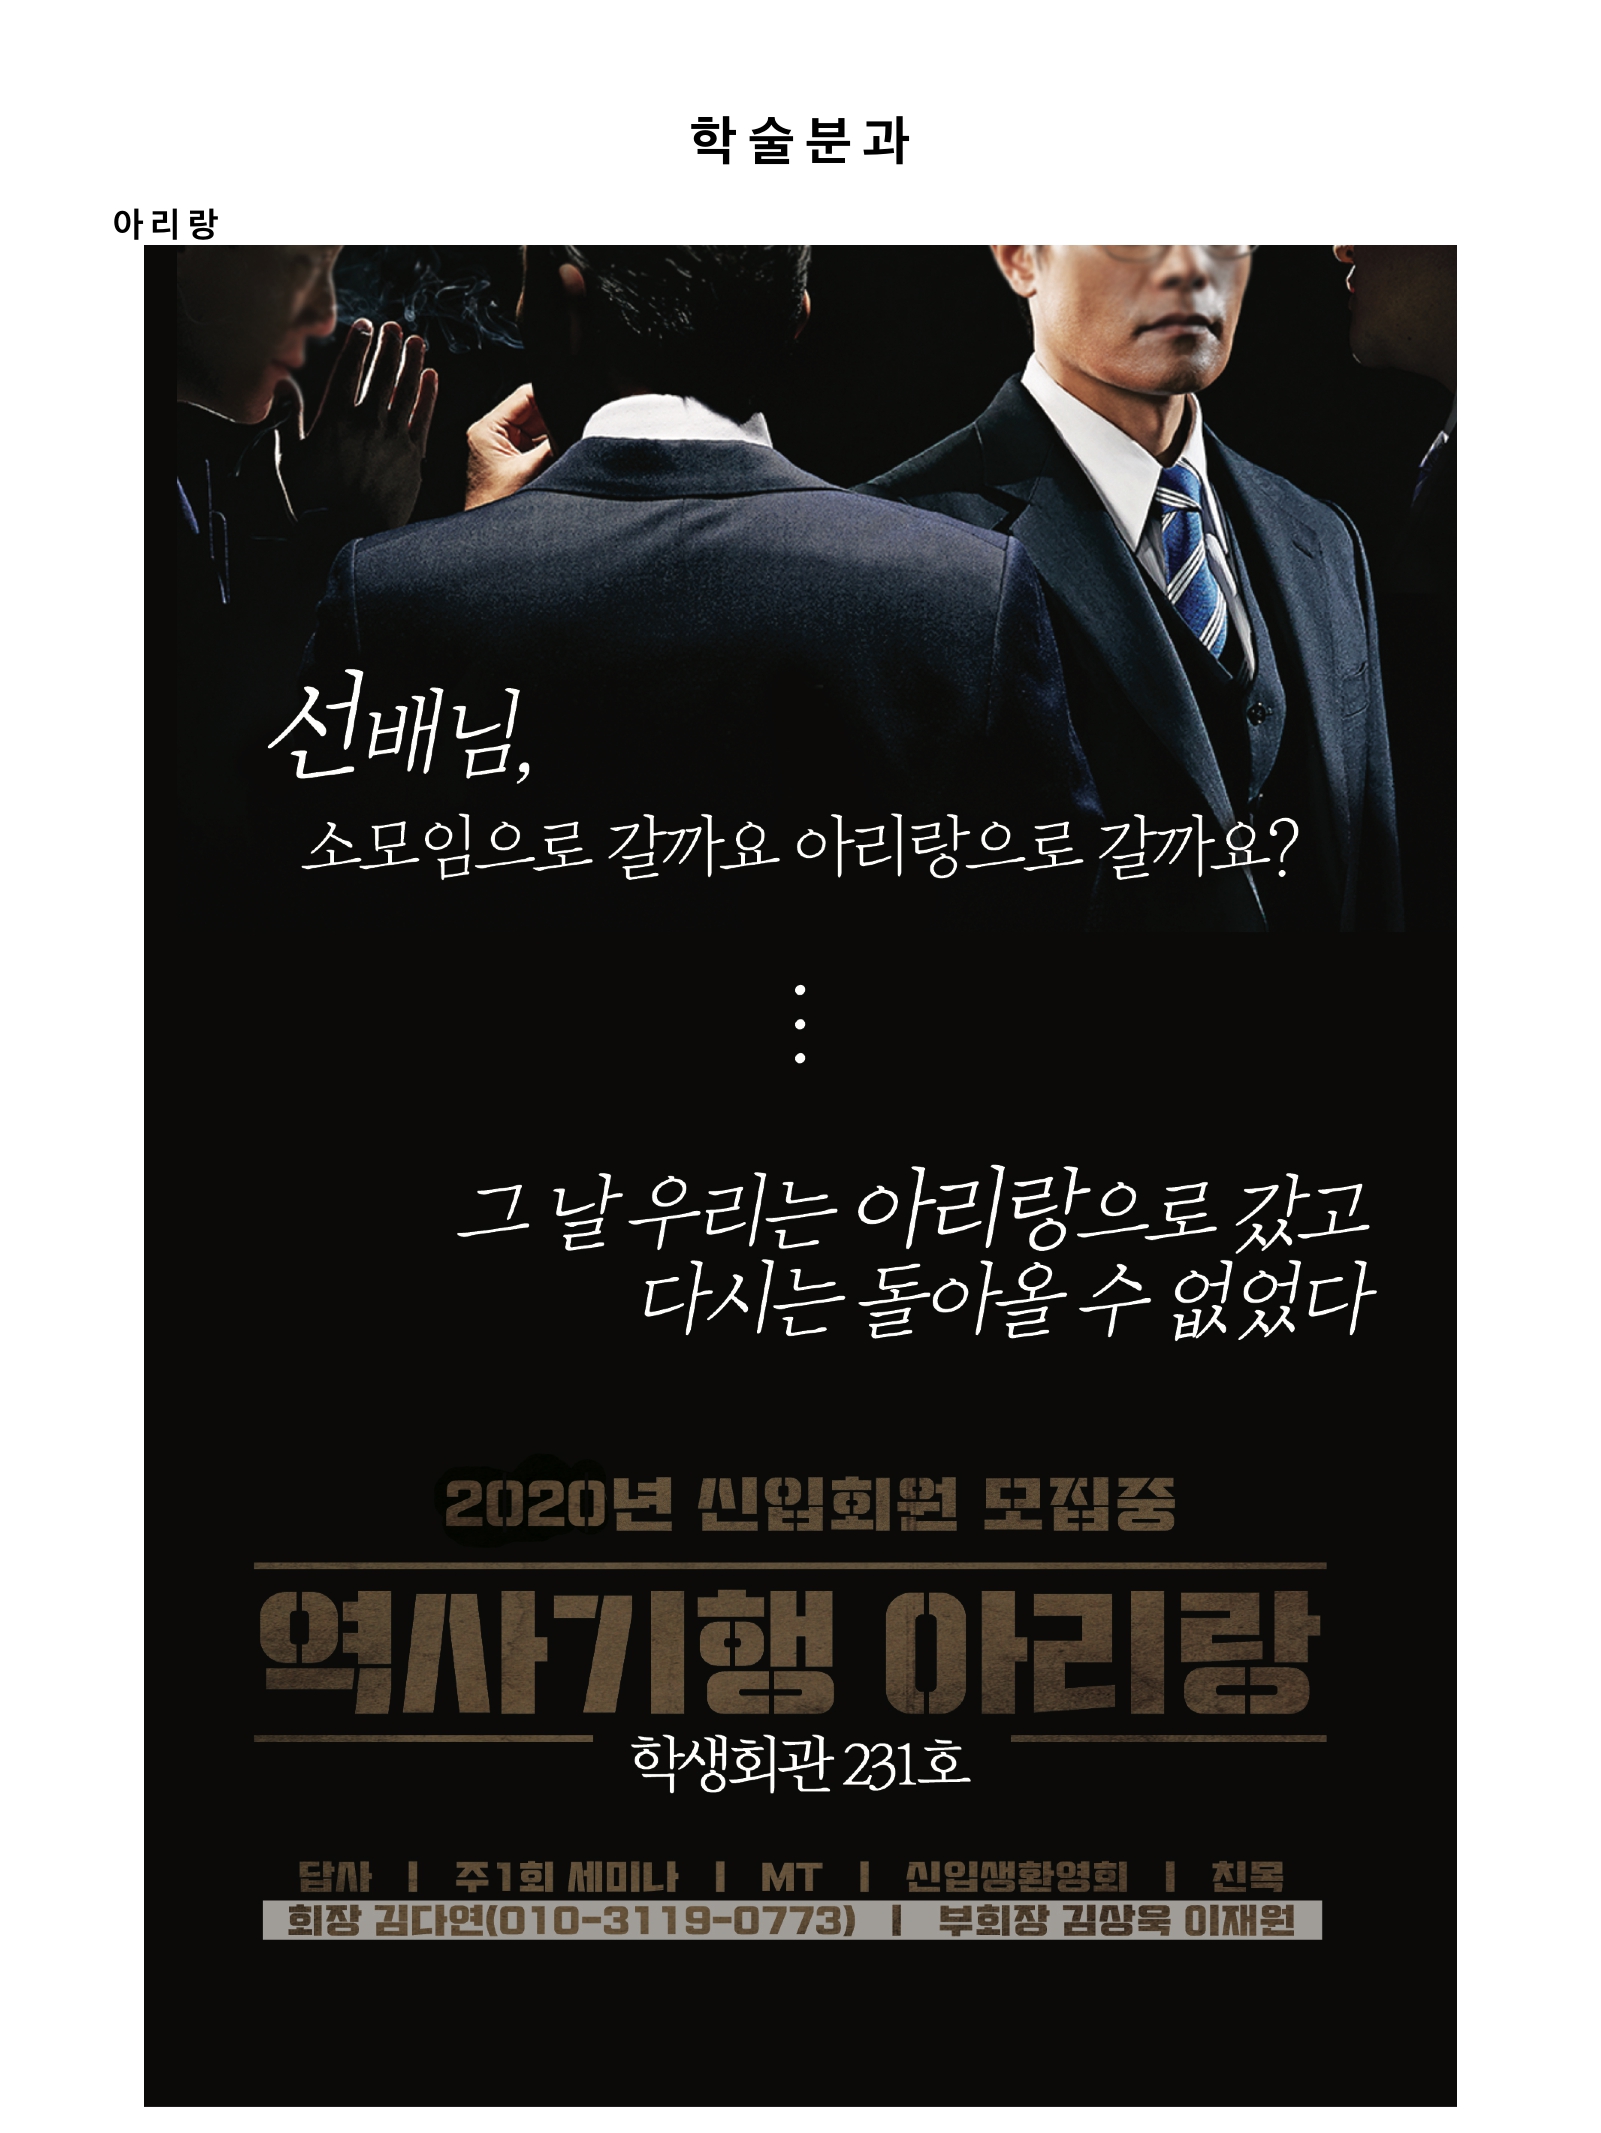 학술분과
아리랑
선배님,
소모임으로 갈까요 아리랑으로 갈까요?
그 날 우리는 아리랑으로 갔고
다시는 돌아올 수 없었다
2020년 신입회원 모집중
역사기행 아리랑
학생회관 231호
답사 | 주1회 세미나 | MT | 신입생환영회 | 친목
회장 김다연(010-3119-0773) | 부회장 김상욱 이재원